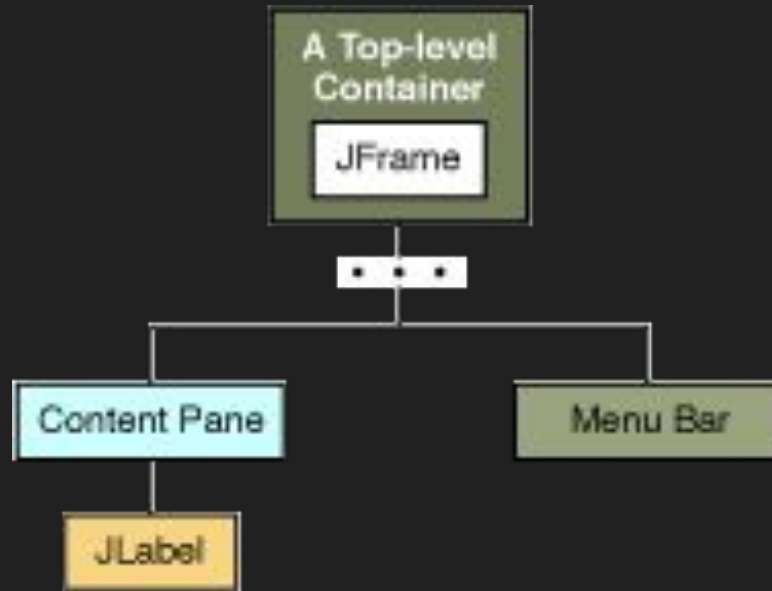 A Top-level
Container
JFrame
• • •
Content Pane
Menu Bar
JLabel